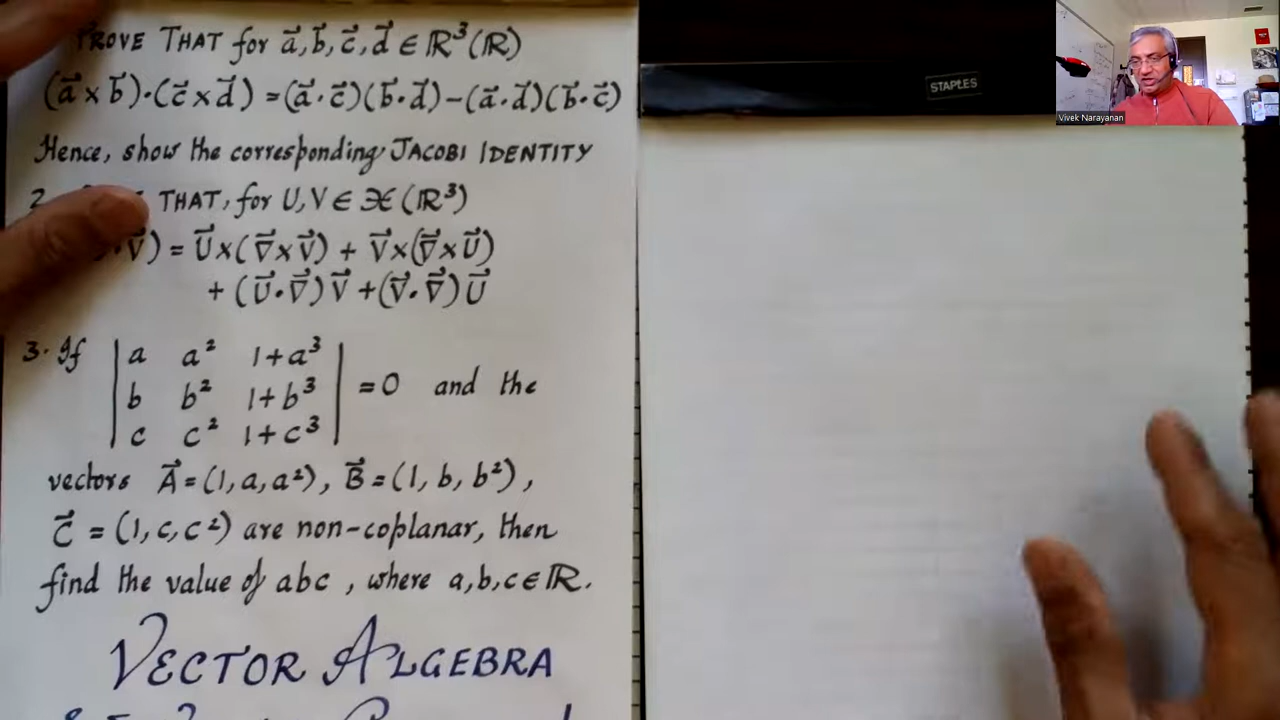 PROVE THAT for a⃗, b⃗, c⃗, d⃗ ∈ ℝ³(ℝ)
(a⃗ × b⃗)·(c⃗ × d⃗) = (a⃗·c⃗)(b⃗·d⃗) − (a⃗·d⃗)(b⃗·c⃗)
Hence, show the corresponding JACOBI IDENTITY
2. THAT, for U, V ∈ 𝔛(ℝ³)
V⃗) = U⃗×(∇⃗×V⃗) + V⃗×(∇⃗×U⃗)
+ (U⃗·∇⃗)V⃗ + (V⃗·∇⃗)U⃗
3. If | a a² 1+a³ |
| b b² 1+b³ | = 0 and the
| c c² 1+c³ |
vectors A⃗ = (1, a, a²), B⃗ = (1, b, b²),
C⃗ = (1, c, c²) are non-coplanar, then
find the value of abc, where a, b, c ∈ ℝ.
VECTOR ALGEBRA
STAPLES
Vivek Narayanan